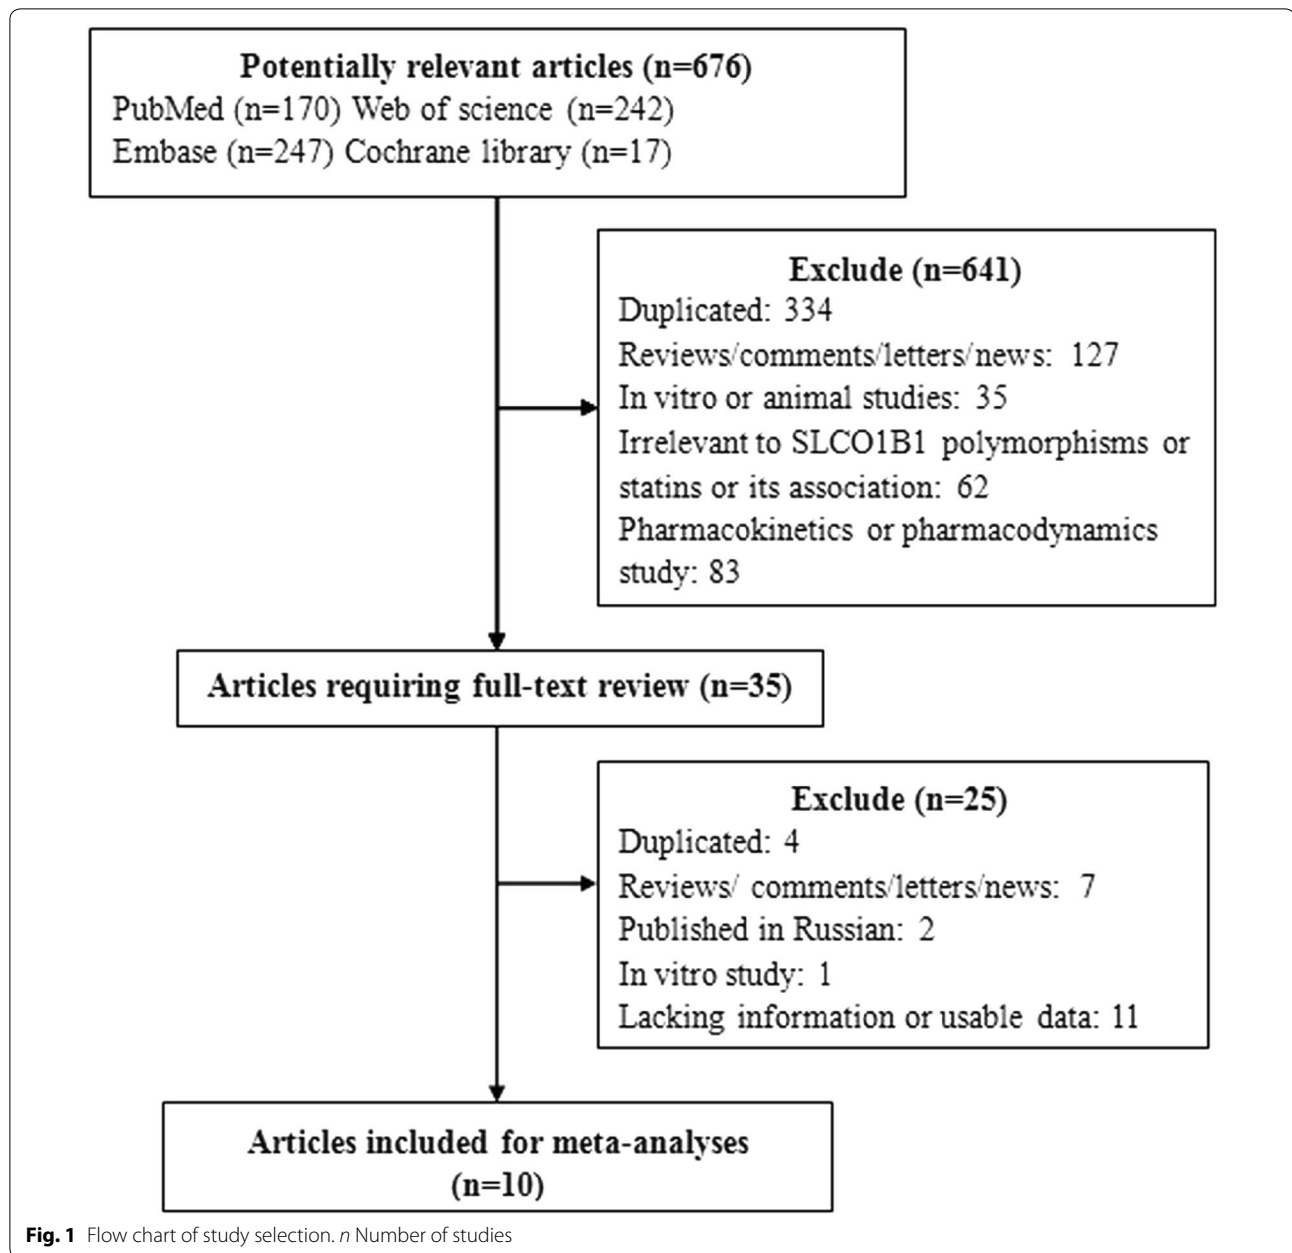 Potentially relevant articles (n=676)
PubMed (n=170) Web of science (n=242)
Embase (n=247) Cochrane library (n=17)
Exclude (n=641)
Duplicated: 334
Reviews/comments/letters/news: 127
In vitro or animal studies: 35
Irrelevant to SLCO1B1 polymorphisms or
statins or its association: 62
Pharmacokinetics or pharmacodynamics
study: 83
Articles requiring full-text review (n=35)
Exclude (n=25)
Duplicated: 4
Reviews/ comments/letters/news: 7
Published in Russian: 2
In vitro study: 1
Lacking information or usable data: 11
Articles included for meta-analyses
(n=10)
Fig. 1 Flow chart of study selection. n Number of studies